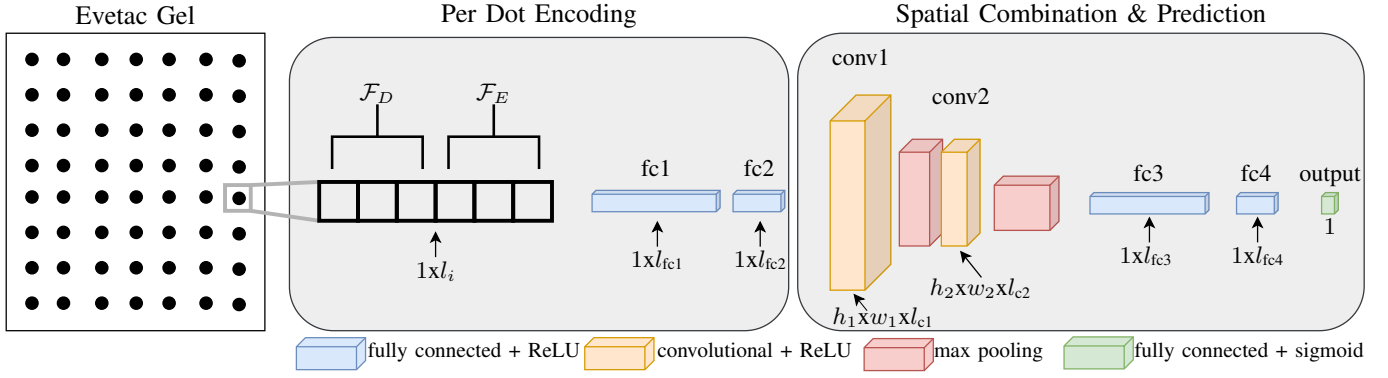 Evetac Gel
Per Dot Encoding
Spatial Combination & Prediction
conv1
conv2
ℱ_D
ℱ_E
fc1
fc2
fc3
fc4
output
1xl_i
1xl_fc1
1xl_fc2
h_1xw_1xl_c1
h_2xw_2xl_c2
1xl_fc3
1xl_fc4
1
fully connected + ReLU
convolutional + ReLU
max pooling
fully connected + sigmoid